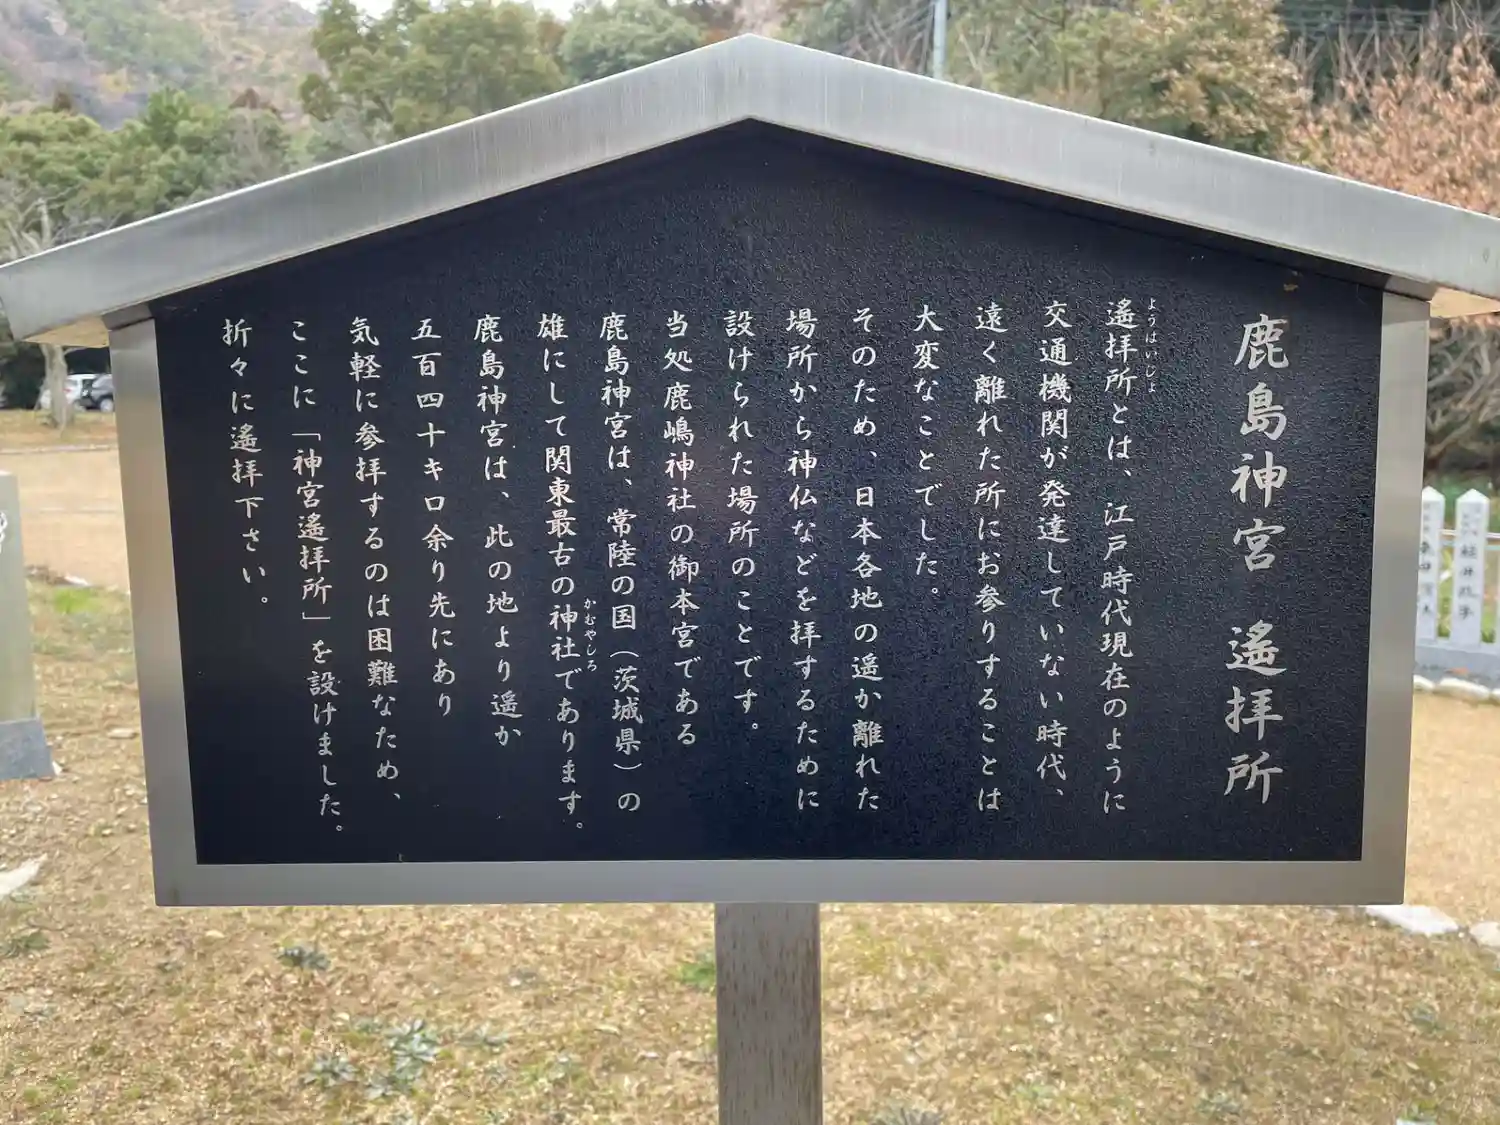 鹿島神宮 遙拝所
ようはいじょ
遙拝所とは、江戸時代現在のように
交通機関が発達していない時代、
遠く離れた所にお参りすることは
大変なことでした。
そのため、日本各地の遥か離れた
場所から神仏などを拝するために
設けられた場所のことです。
当処鹿嶋神社の御本宮である
鹿島神宮は、常陸の国（茨城県）の
雄にして関東最古の神社であります。
かむやしろ
鹿島神宮は、此の地より遥か
五百四十キロ余り先にあり
気軽に参拝するのは困難なため、
ここに「神宮遙拝所」を設けました。
折々に遙拝下さい。